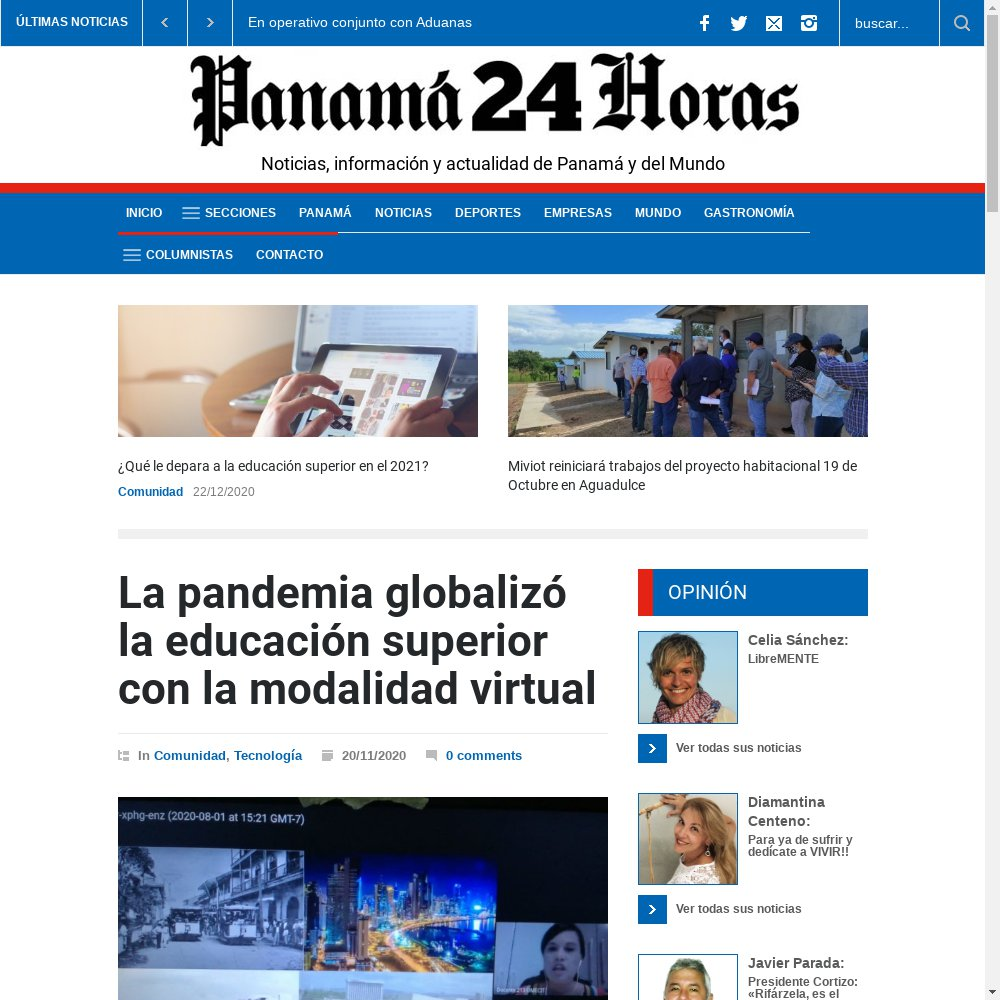 ÚLTIMAS NOTICIAS
En operativo conjunto con Aduanas
buscar...
Panamá 24 Horas
Noticias, información y actualidad de Panamá y del Mundo
INICIO SECCIONES PANAMÁ NOTICIAS DEPORTES EMPRESAS MUNDO GASTRONOMÍA
COLUMNISTAS CONTACTO
¿Qué le depara a la educación superior en el 2021?
Comunidad 22/12/2020
Miviot reiniciará trabajos del proyecto habitacional 19 de
Octubre en Aguadulce
La pandemia globalizó
la educación superior
con la modalidad virtual
In Comunidad, Tecnología 20/11/2020 0 comments
-xphg-enz (2020-08-01 at 15:21 GMT-7)
OPINIÓN
Celia Sánchez:
LibreMENTE
Ver todas sus noticias
Diamantina
Centeno:
Para ya de sufrir y
dedícate a VIVIR!!
Ver todas sus noticias
Javier Parada:
Presidente Cortizo:
«Rifárzela, es el